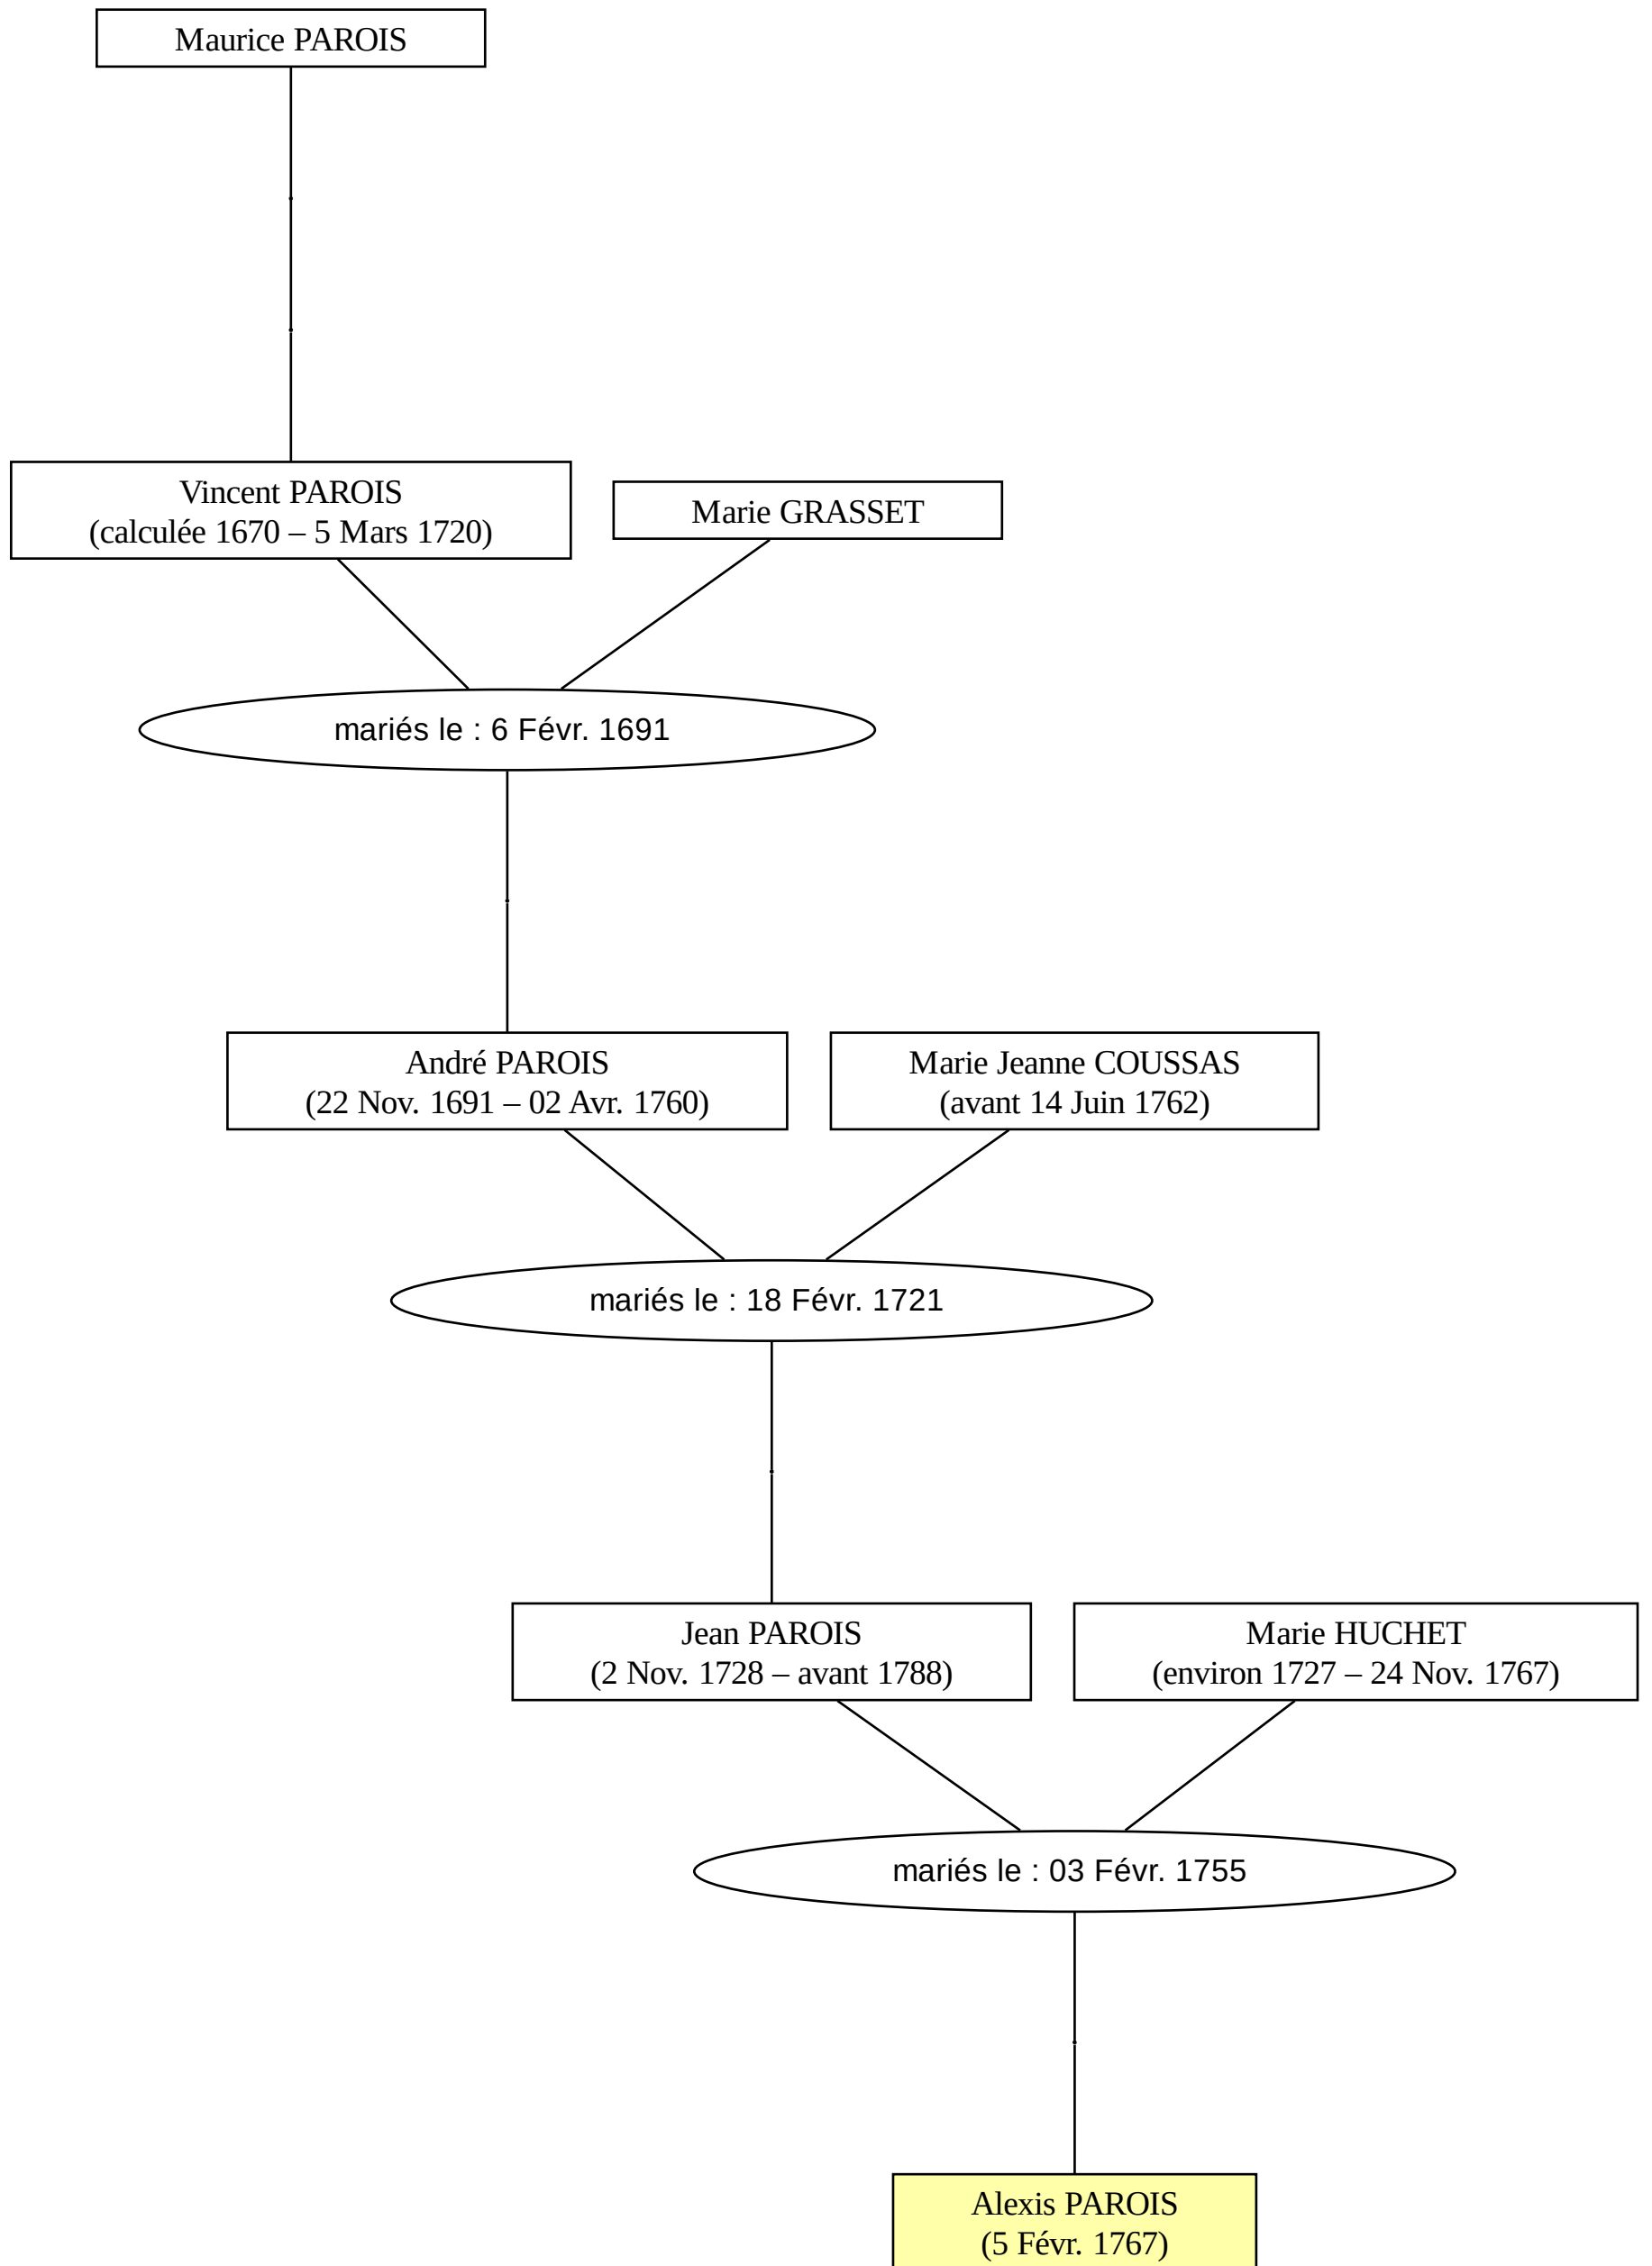 Maurice PAROIS
Vincent PAROIS
(calculée 1670 – 5 Mars 1720)
Marie GRASSET
mariés le : 6 Févr. 1691
André PAROIS
(22 Nov. 1691 – 02 Avr. 1760)
Marie Jeanne COUSSAS
(avant 14 Juin 1762)
mariés le : 18 Févr. 1721
Jean PAROIS
(2 Nov. 1728 – avant 1788)
Marie HUCHET
(environ 1727 – 24 Nov. 1767)
mariés le : 03 Févr. 1755
Alexis PAROIS
(5 Févr. 1767)